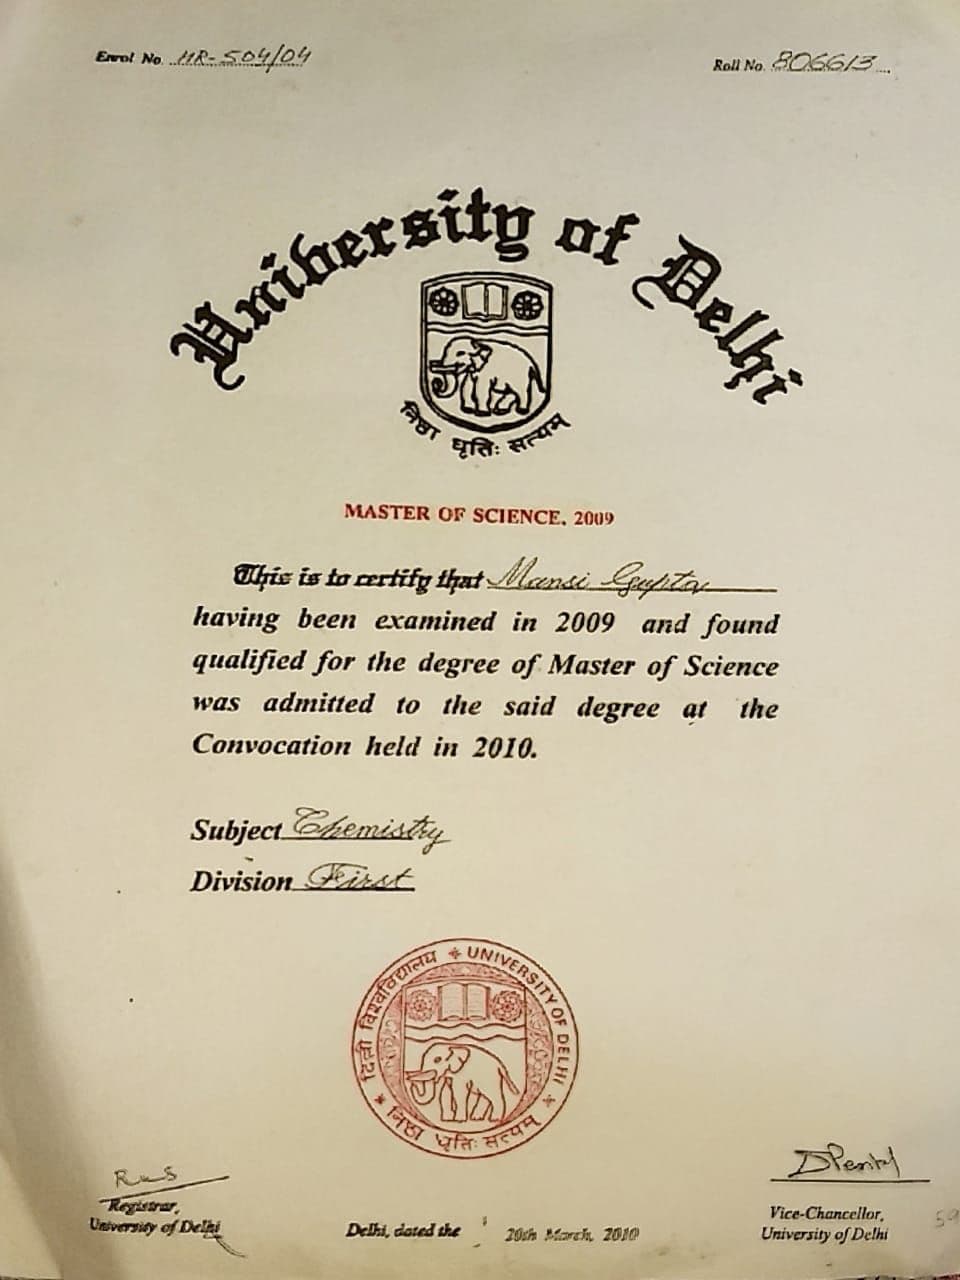 Enrol No. HR-504/04
Roll No. 806613
University of Delhi
निष्ठा धृतिः सत्यम्
MASTER OF SCIENCE, 2009
This is to certify that Mansi Gupta
having been examined in 2009 and found
qualified for the degree of Master of Science
was admitted to the said degree at the
Convocation held in 2010.
Subject Chemistry
Division First
दिल्ली विश्वविद्यालय * UNIVERSITY OF DELHI *
निष्ठा धृतिः सत्यम्
Registrar,
University of Delhi
Delhi, dated the 20th March, 2010
DPental
Vice-Chancellor,
University of Delhi